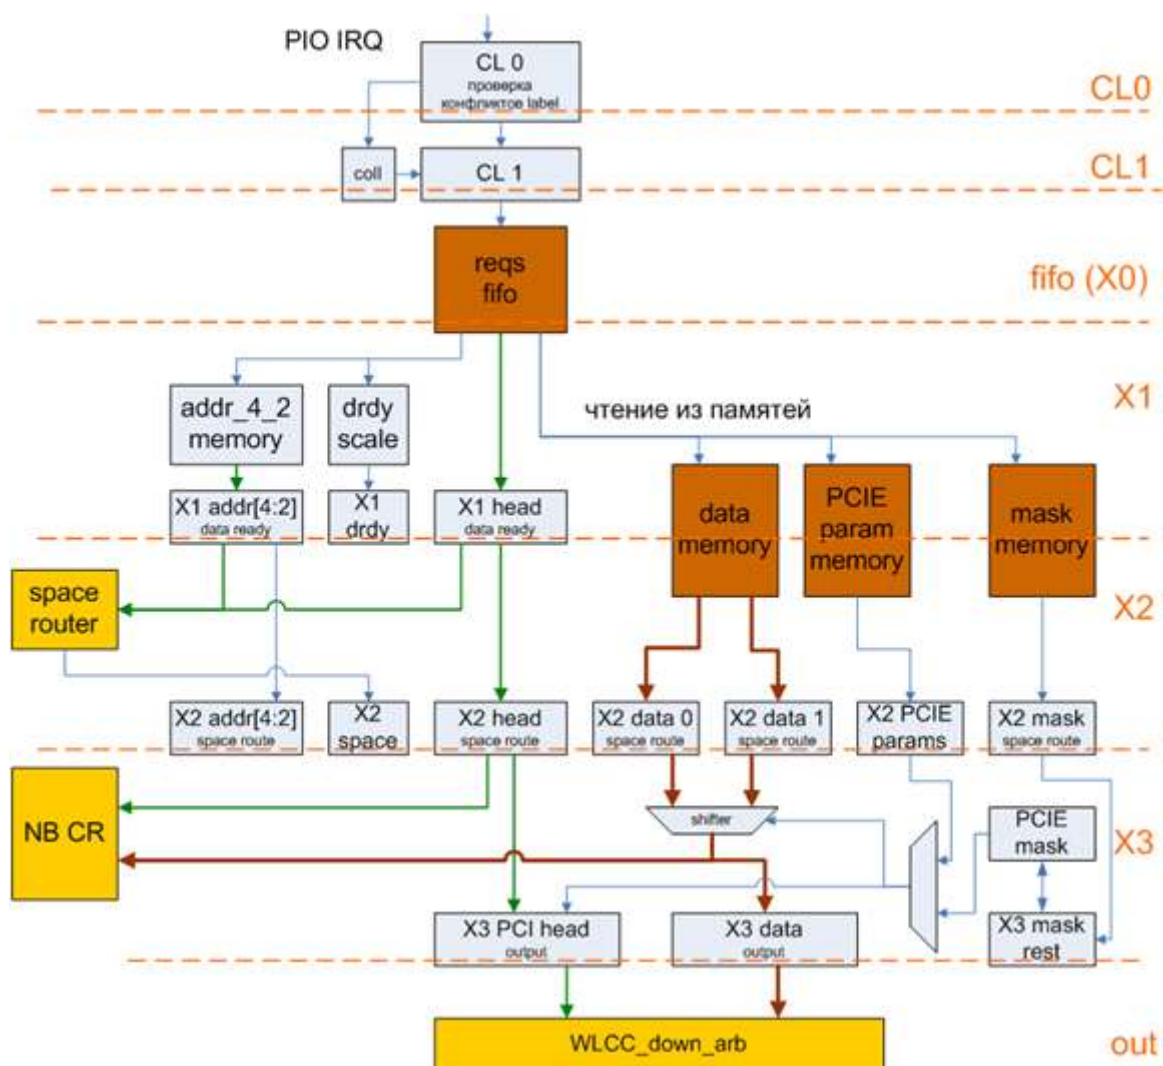 PIO IRQ
CL 0
проверка
конфликтов label
CL0
coll
CL 1
CL1
reqs
fifo
fifo (X0)
X1
addr_4_2
memory
drdy
scale
чтение из памятей
X1 addr[4:2]
data ready
X1
drdy
X1 head
data ready
data
memory
PCIE
param
memory
mask
memory
space
router
X2
X2 addr[4:2]
space route
X2
space
X2 head
space route
X2 data 0
space route
X2 data 1
space route
X2 PCIE
params
X2 mask
space route
NB CR
shifter
PCIE
mask
X3
X3 PCI head
output
X3 data
output
X3 mask
rest
WLCC_down_arb
out